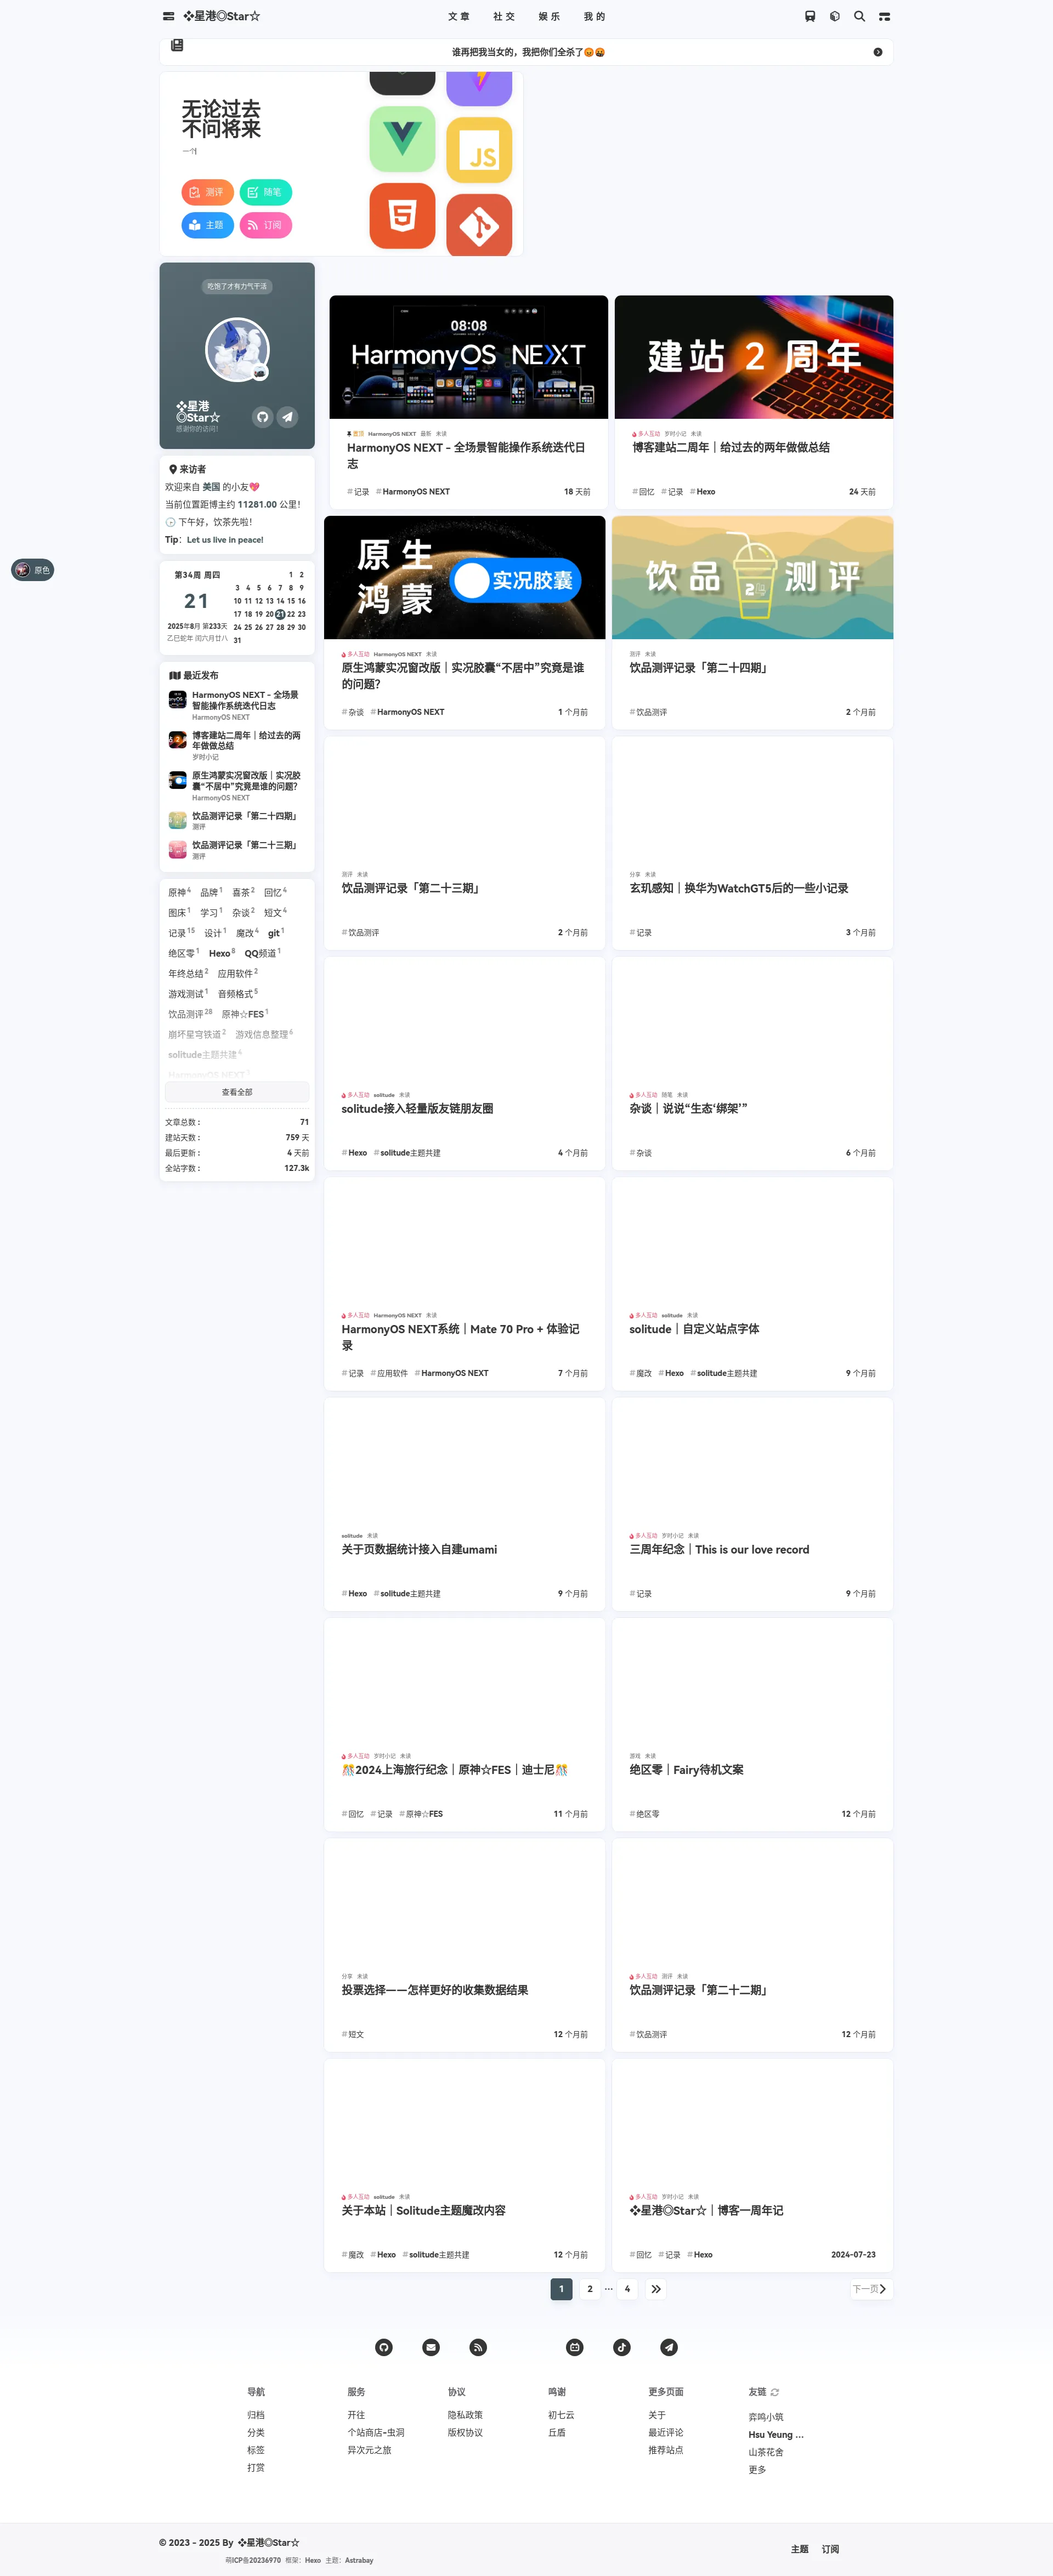 ❖星港◎Star☆
文章 社交 娱乐 我的
谁再把我当女的，我把你们全杀了😡🤬
无论过去
不问将来
一个
测评 随笔
主题 订阅
JS
吃饱了才有力气干活
❖星港
◎Star☆
感谢你的访问！
来访者
欢迎来自 美国 的小友💖
当前位置距博主约 11281.00 公里！
🕞 下午好，饮茶先啦！
Tip：Let us live in peace!
原色
第34周 周四
21
2025年8月 第233天
乙巳蛇年 闰六月廿八
1 2
3 4 5 6 7 8 9
10 11 12 13 14 15 16
17 18 19 20 21 22 23
24 25 26 27 28 29 30
31
最近发布
HarmonyOS NEXT - 全场景
智能操作系统迭代日志
HarmonyOS NEXT
博客建站二周年｜给过去的两
年做做总结
岁时小记
原生鸿蒙实况窗改版｜实况胶
囊“不居中”究竟是谁的问题？
HarmonyOS NEXT
饮品测评记录「第二十四期」
测评
饮品测评记录「第二十三期」
测评
原神4 品牌1 喜茶2 回忆4
图床1 学习1 杂谈2 短文4
记录15 设计1 魔改4 git1
绝区零1 Hexo8 QQ频道1
年终总结2 应用软件2
游戏测试1 音频格式5
饮品测评28 原神☆FES1
崩坏星穹铁道2 游戏信息整理6
solitude主题共建4
HarmonyOS NEXT
查看全部
文章总数： 71
建站天数： 759 天
最后更新： 4 天前
全站字数： 127.3k
08:08
HarmonyOS NEXT
置顶 HarmonyOS NEXT 最新 未读
HarmonyOS NEXT - 全场景智能操作系统迭代日
志
#记录 #HarmonyOS NEXT 18 天前
建站 2 周年
多人互动 岁时小记 未读
博客建站二周年｜给过去的两年做做总结
#回忆 #记录 #Hexo 24 天前
原生
鸿蒙
实况胶囊
多人互动 HarmonyOS NEXT 未读
原生鸿蒙实况窗改版｜实况胶囊“不居中”究竟是谁
的问题？
#杂谈 #HarmonyOS NEXT 1 个月前
饮品 测评
测评 未读
饮品测评记录「第二十四期」
#饮品测评 2 个月前
测评 未读
饮品测评记录「第二十三期」
#饮品测评 2 个月前
分享 未读
玄玑感知｜换华为WatchGT5后的一些小记录
#记录 3 个月前
多人互动 solitude 未读
solitude接入轻量版友链朋友圈
#Hexo #solitude主题共建 4 个月前
多人互动 随笔 未读
杂谈｜说说“生态‘绑架’”
#杂谈 6 个月前
多人互动 HarmonyOS NEXT 未读
HarmonyOS NEXT系统｜Mate 70 Pro + 体验记
录
#记录 #应用软件 #HarmonyOS NEXT 7 个月前
多人互动 solitude 未读
solitude｜自定义站点字体
#魔改 #Hexo #solitude主题共建 9 个月前
solitude 未读
关于页数据统计接入自建umami
#Hexo #solitude主题共建 9 个月前
多人互动 岁时小记 未读
三周年纪念｜This is our love record
#记录 9 个月前
多人互动 岁时小记 未读
🎊2024上海旅行纪念｜原神☆FES｜迪士尼🎊
#回忆 #记录 #原神☆FES 11 个月前
游戏 未读
绝区零｜Fairy待机文案
#绝区零 12 个月前
分享 未读
投票选择——怎样更好的收集数据结果
#短文 12 个月前
多人互动 测评 未读
饮品测评记录「第二十二期」
#饮品测评 12 个月前
多人互动 solitude 未读
关于本站｜Solitude主题魔改内容
#魔改 #Hexo #solitude主题共建 12 个月前
多人互动 岁时小记 未读
❖星港◎Star☆｜博客一周年记
#回忆 #记录 #Hexo 2024-07-23
1 2 … 4 下一页
导航 服务 协议 鸣谢 更多页面 友链
归档 开往 隐私政策 初七云 关于 弈鸣小筑
分类 个站商店-虫洞 版权协议 丘盾 最近评论 Hsu Yeung ...
标签 异次元之旅 推荐站点 山茶花舍
打赏 更多
© 2023 - 2025 By ❖星港◎Star☆
萌ICP备20236970 框架：Hexo 主题：Astrabay
主题 订阅